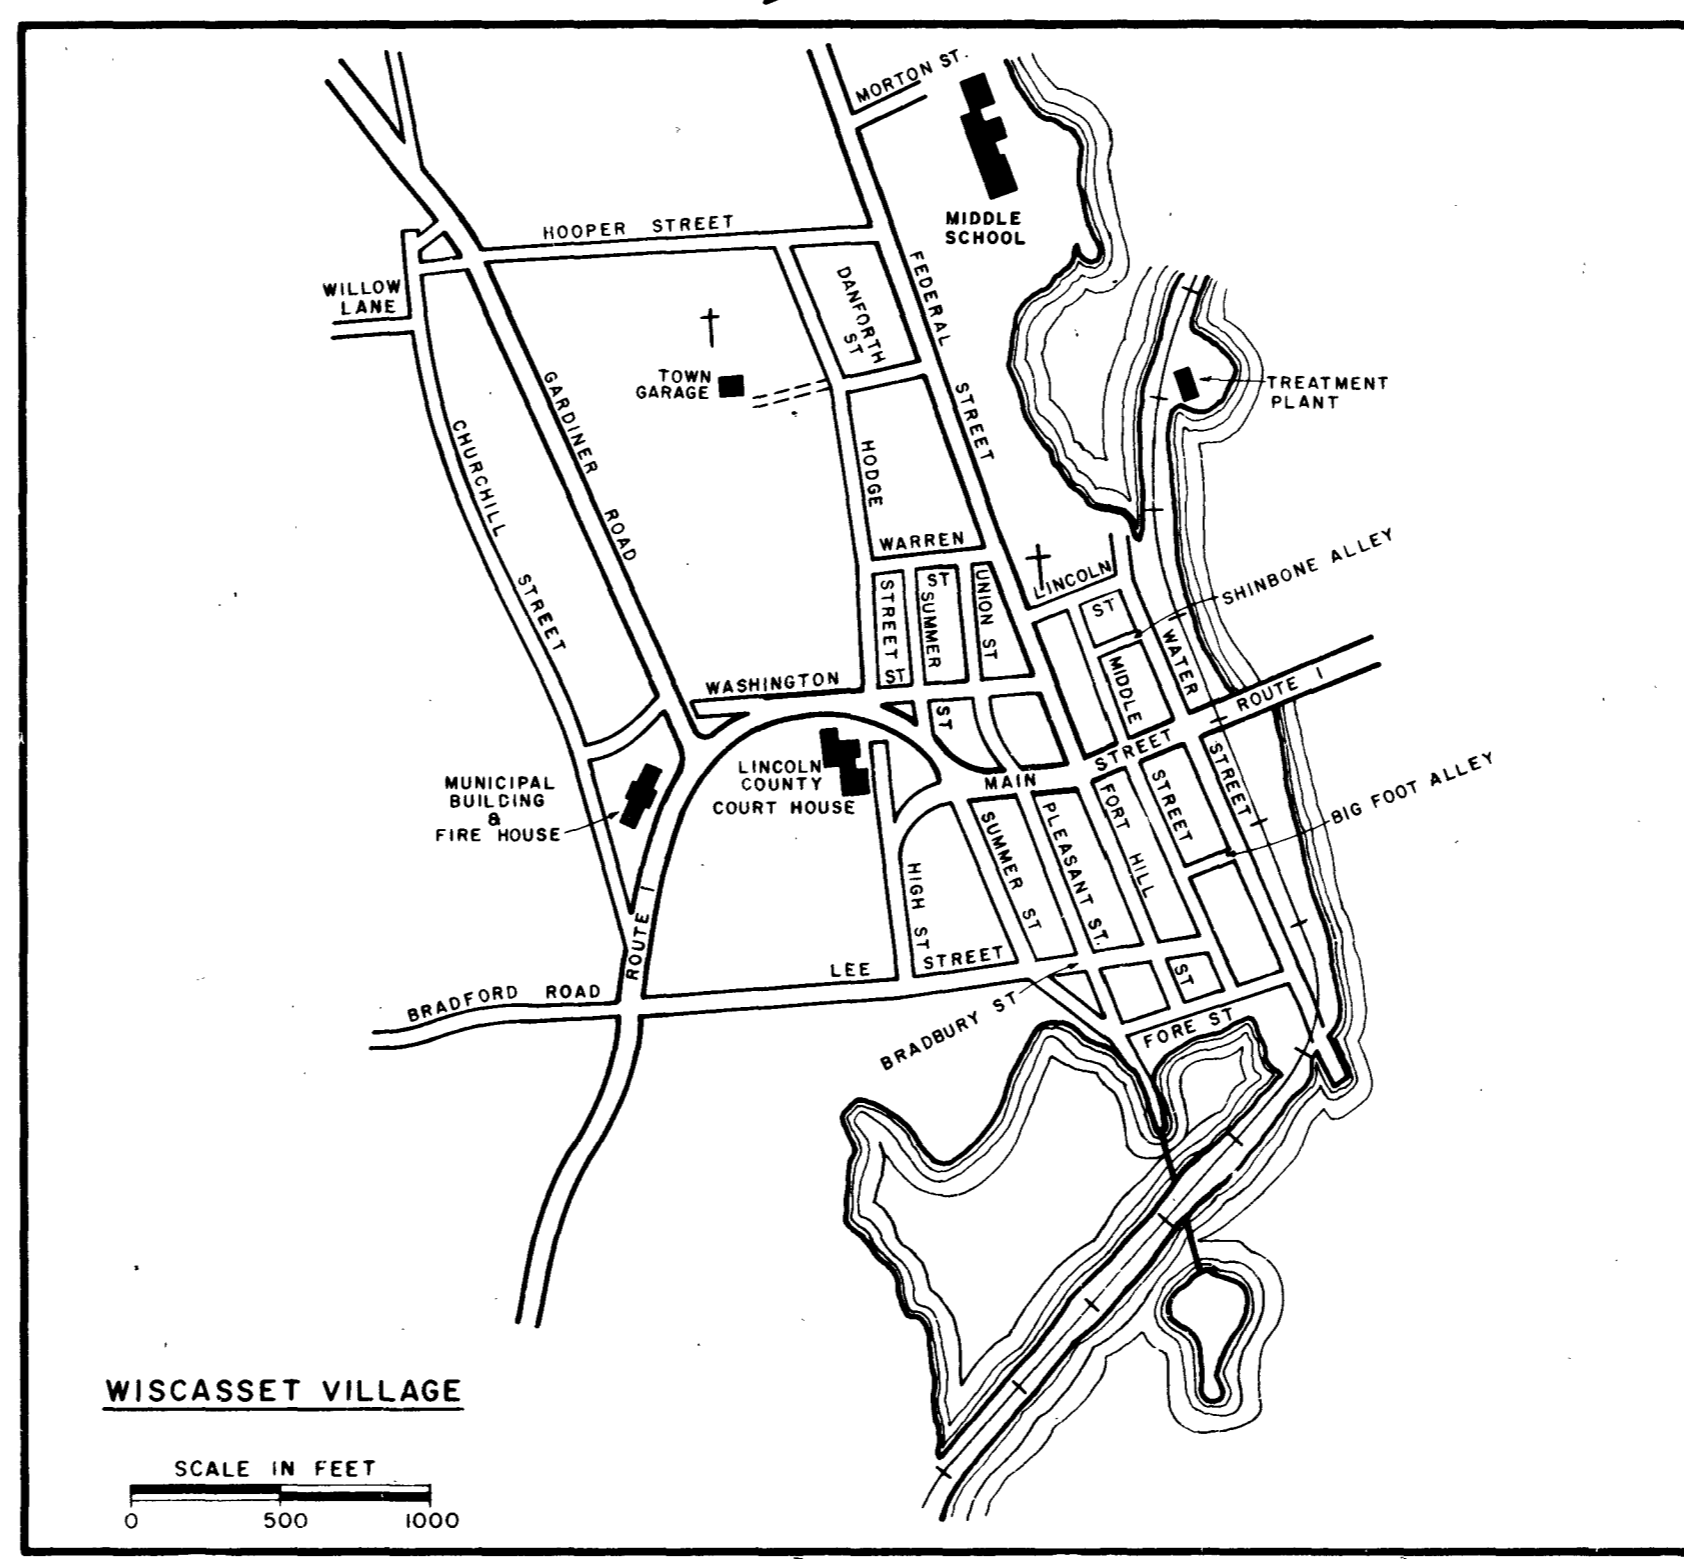 MORTON ST.
MIDDLE
SCHOOL
HOOPER STREET
WILLOW
LANE
DANFORTH
ST
FEDERAL
STREET
TOWN
GARAGE
TREATMENT
PLANT
GARDINER
ROAD
CHURCHILL
STREET
HODGE
STREET
WARREN
ST
SUMMER
ST
UNION ST
LINCOLN
ST
SHINBONE ALLEY
WASHINGTON
ST
MIDDLE
STREET
WATER
STREET
ROUTE 1
MAIN
STREET
LINCOLN
COUNTY
COURT HOUSE
MUNICIPAL
BUILDING
&
FIRE HOUSE
BIG FOOT ALLEY
SUMMER ST
PLEASANT ST.
FORT
HILL
ST
HIGH ST
ROUTE 1
LEE
STREET
BRADFORD ROAD
BRADBURY ST
FORE ST
WISCASSET VILLAGE
SCALE IN FEET
0 500 1000